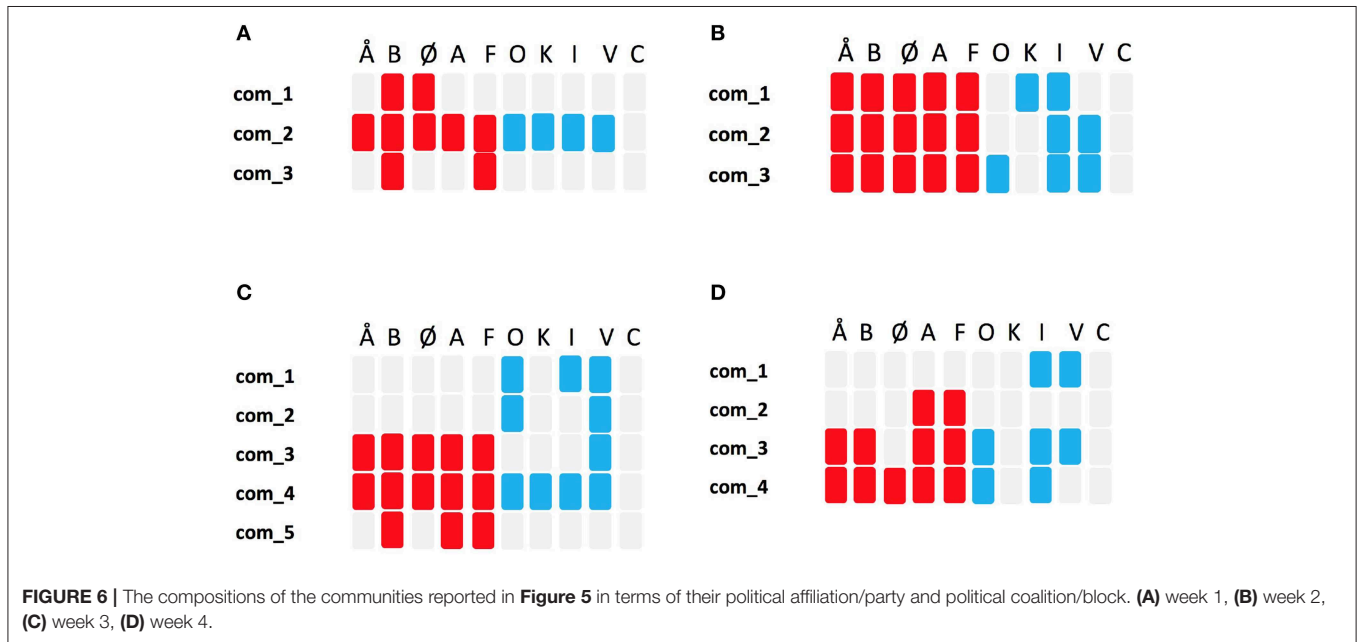 A
Å B Ø A F O K I V C
com_1
com_2
com_3
B
Å B Ø A F O K I V C
com_1
com_2
com_3
C
Å B Ø A F O K I V C
com_1
com_2
com_3
com_4
com_5
D
Å B Ø A F O K I V C
com_1
com_2
com_3
com_4
FIGURE 6 | The compositions of the communities reported in Figure 5 in terms of their political affiliation/party and political coalition/block. (A) week 1, (B) week 2,
(C) week 3, (D) week 4.